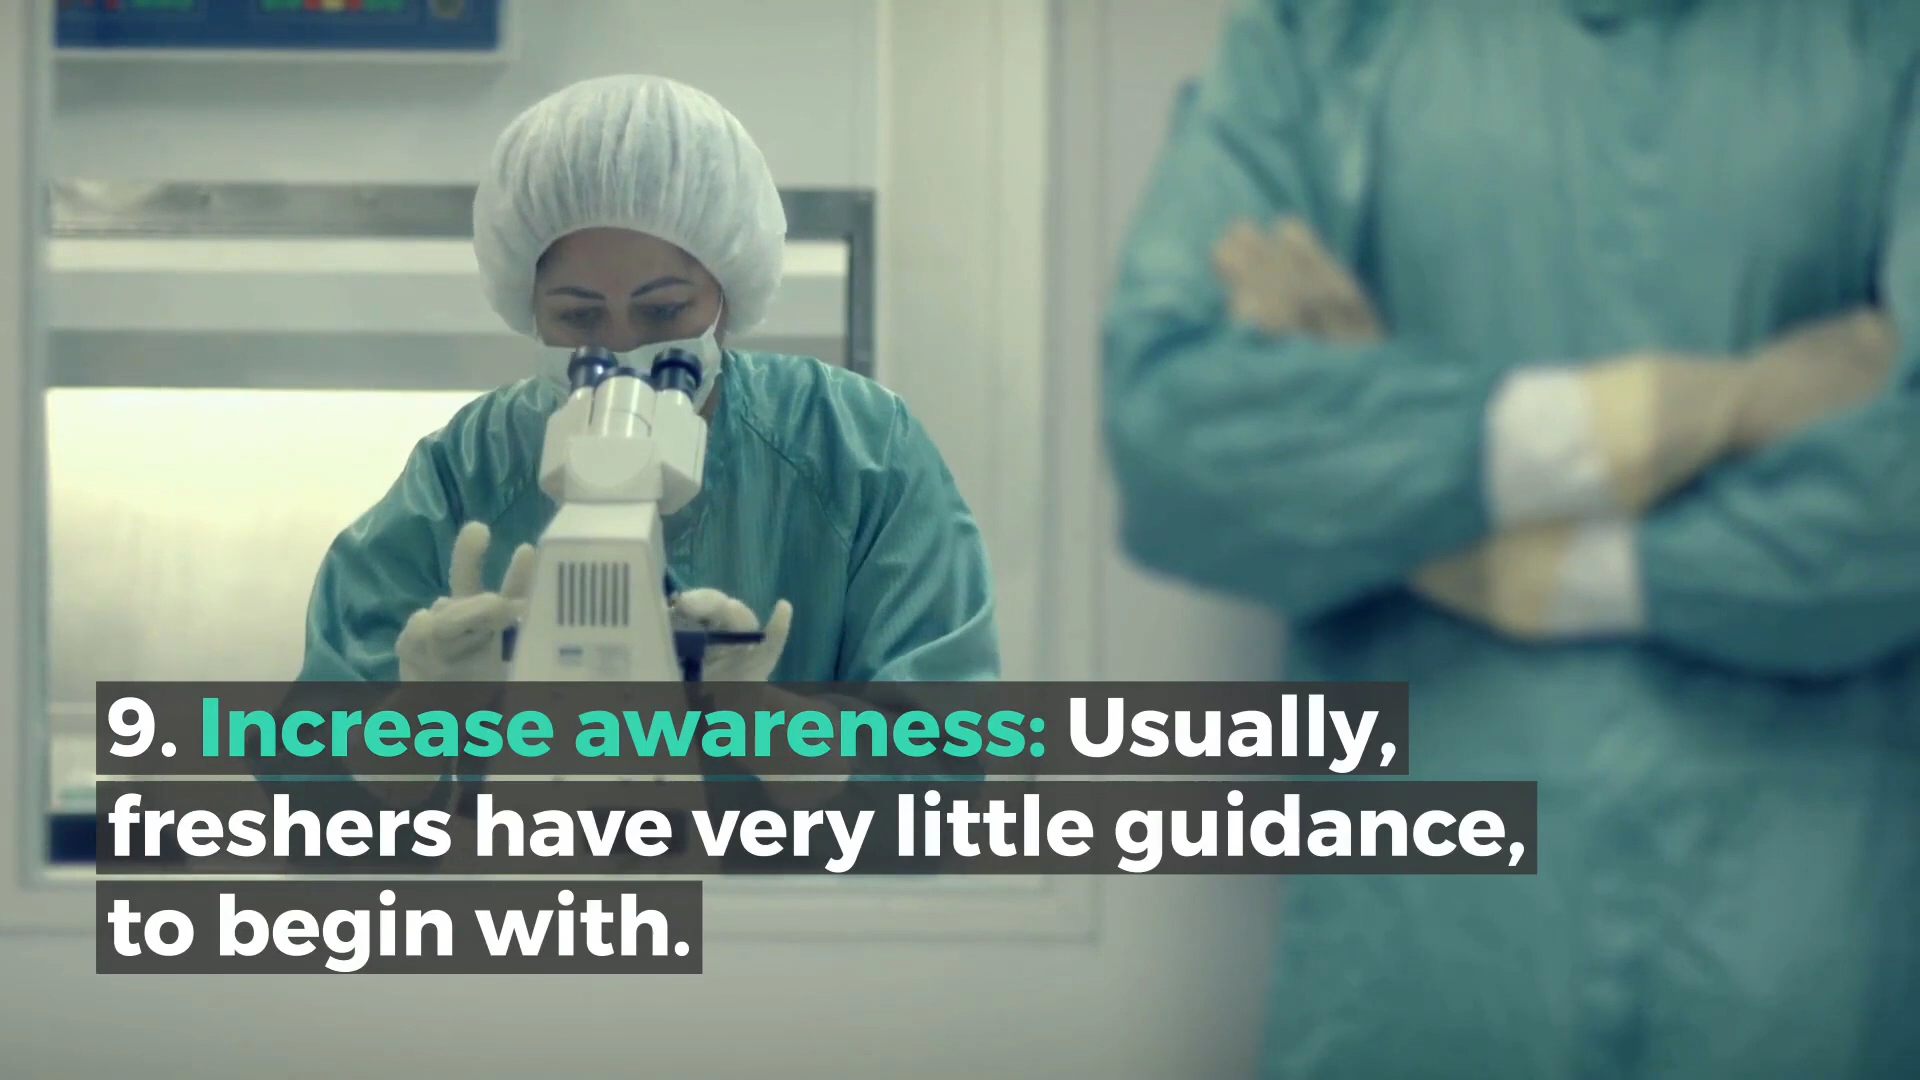 9. Increase awareness: Usually,
freshers have very little guidance,
to begin with.